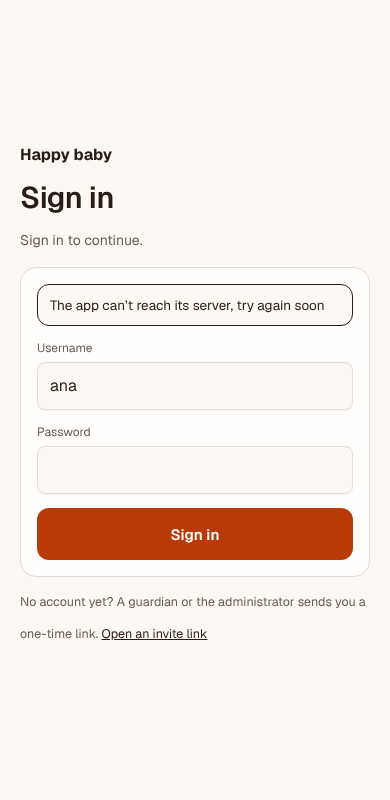 Happy baby
Sign in
Sign in to continue.
The app can't reach its server, try again soon
Username
ana
Password
Sign in
No account yet? A guardian or the administrator sends you a
one-time link. Open an invite link